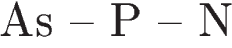 As – P – N